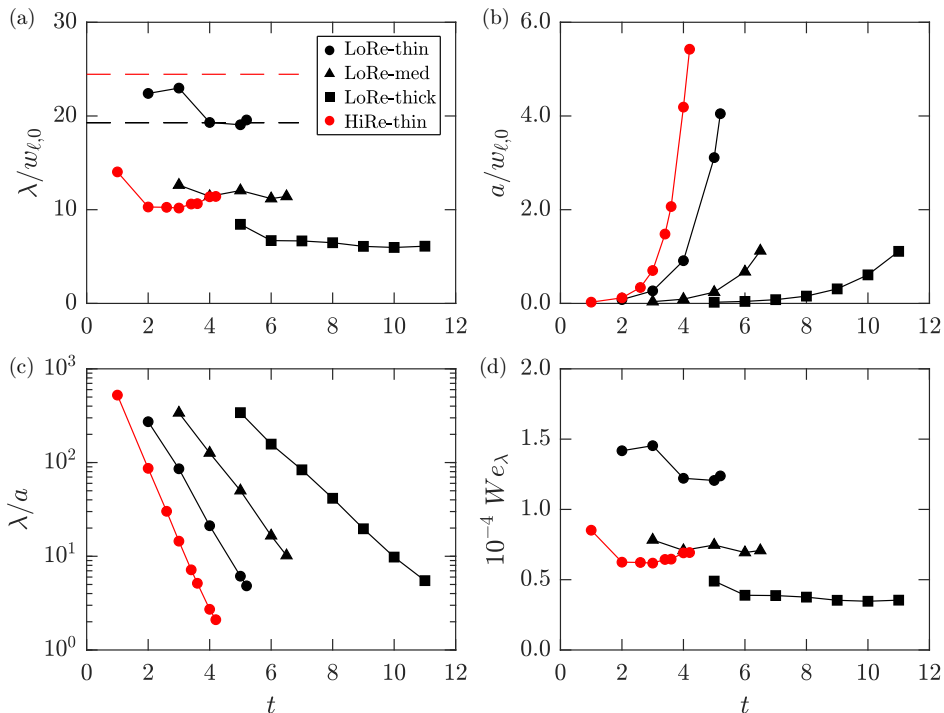 (a)
30
20
10
0
λ/w_{ℓ,0}
0 2 4 6 8 10 12
LoRe-thin
LoRe-med
LoRe-thick
HiRe-thin
(b)
6.0
4.0
2.0
0.0
a/w_{ℓ,0}
0 2 4 6 8 10 12
(c)
10^3
10^2
10^1
10^0
λ/a
0 2 4 6 8 10 12
t
(d)
2.0
1.5
1.0
0.5
0.0
10^{-4} We_λ
0 2 4 6 8 10 12
t